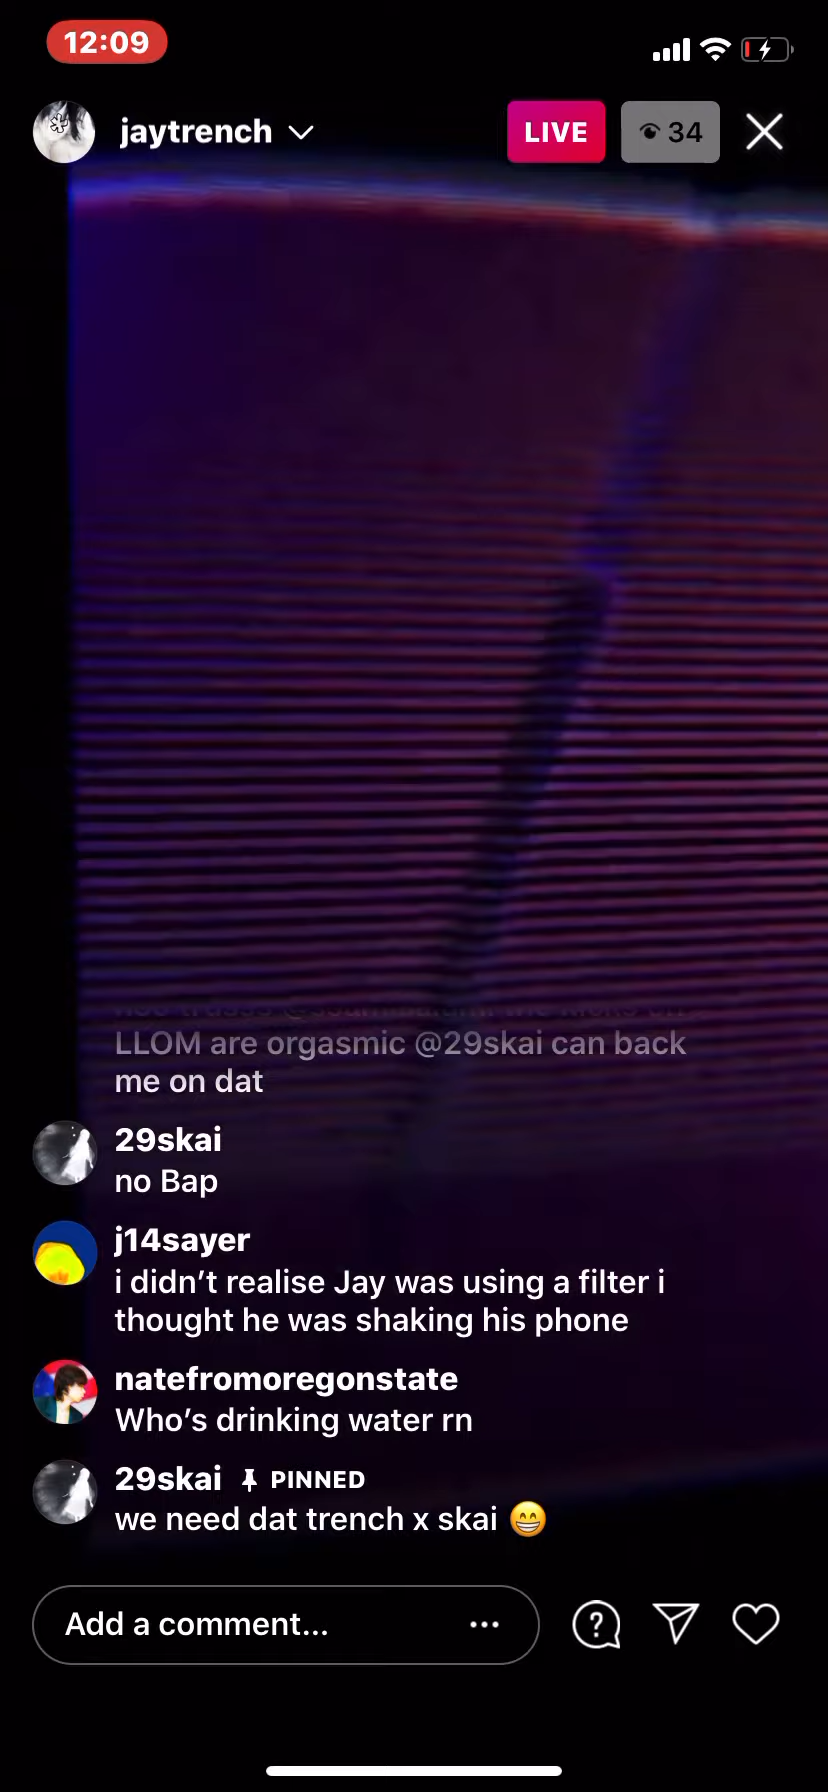 12:09
jaytrench
LIVE
34
LLOM are orgasmic @29skai can back
me on dat
29skai
no Bap
j14sayer
i didn’t realise Jay was using a filter i
thought he was shaking his phone
natefromoregonstate
Who’s drinking water rn
29skai PINNED
we need dat trench x skai 😁
Add a comment...